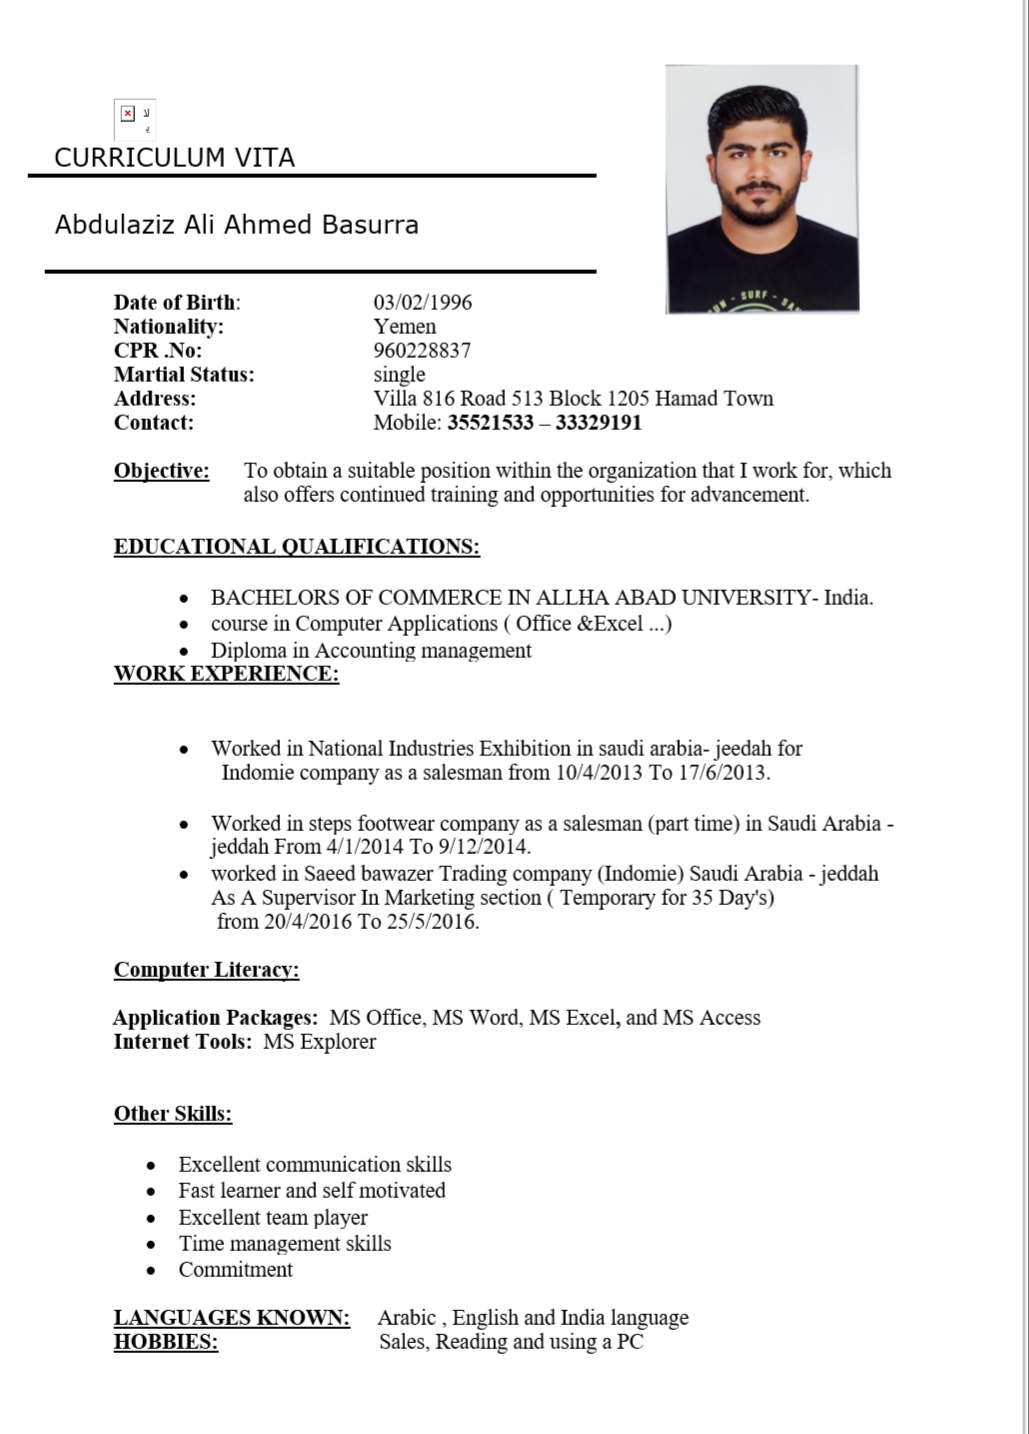 CURRICULUM VITA
Abdulaziz Ali Ahmed Basurra
Date of Birth: 03/02/1996
Nationality: Yemen
CPR .No: 960228837
Martial Status: single
Address: Villa 816 Road 513 Block 1205 Hamad Town
Contact: Mobile: 35521533 – 33329191
Objective: To obtain a suitable position within the organization that I work for, which
also offers continued training and opportunities for advancement.
EDUCATIONAL QUALIFICATIONS:
• BACHELORS OF COMMERCE IN ALLHA ABAD UNIVERSITY- India.
• course in Computer Applications ( Office &Excel ...)
• Diploma in Accounting management
WORK EXPERIENCE:
• Worked in National Industries Exhibition in saudi arabia- jeedah for
Indomie company as a salesman from 10/4/2013 To 17/6/2013.
• Worked in steps footwear company as a salesman (part time) in Saudi Arabia -
jeddah From 4/1/2014 To 9/12/2014.
• worked in Saeed bawazer Trading company (Indomie) Saudi Arabia - jeddah
As A Supervisor In Marketing section ( Temporary for 35 Day's)
from 20/4/2016 To 25/5/2016.
Computer Literacy:
Application Packages: MS Office, MS Word, MS Excel, and MS Access
Internet Tools: MS Explorer
Other Skills:
• Excellent communication skills
• Fast learner and self motivated
• Excellent team player
• Time management skills
• Commitment
LANGUAGES KNOWN: Arabic , English and India language
HOBBIES: Sales, Reading and using a PC